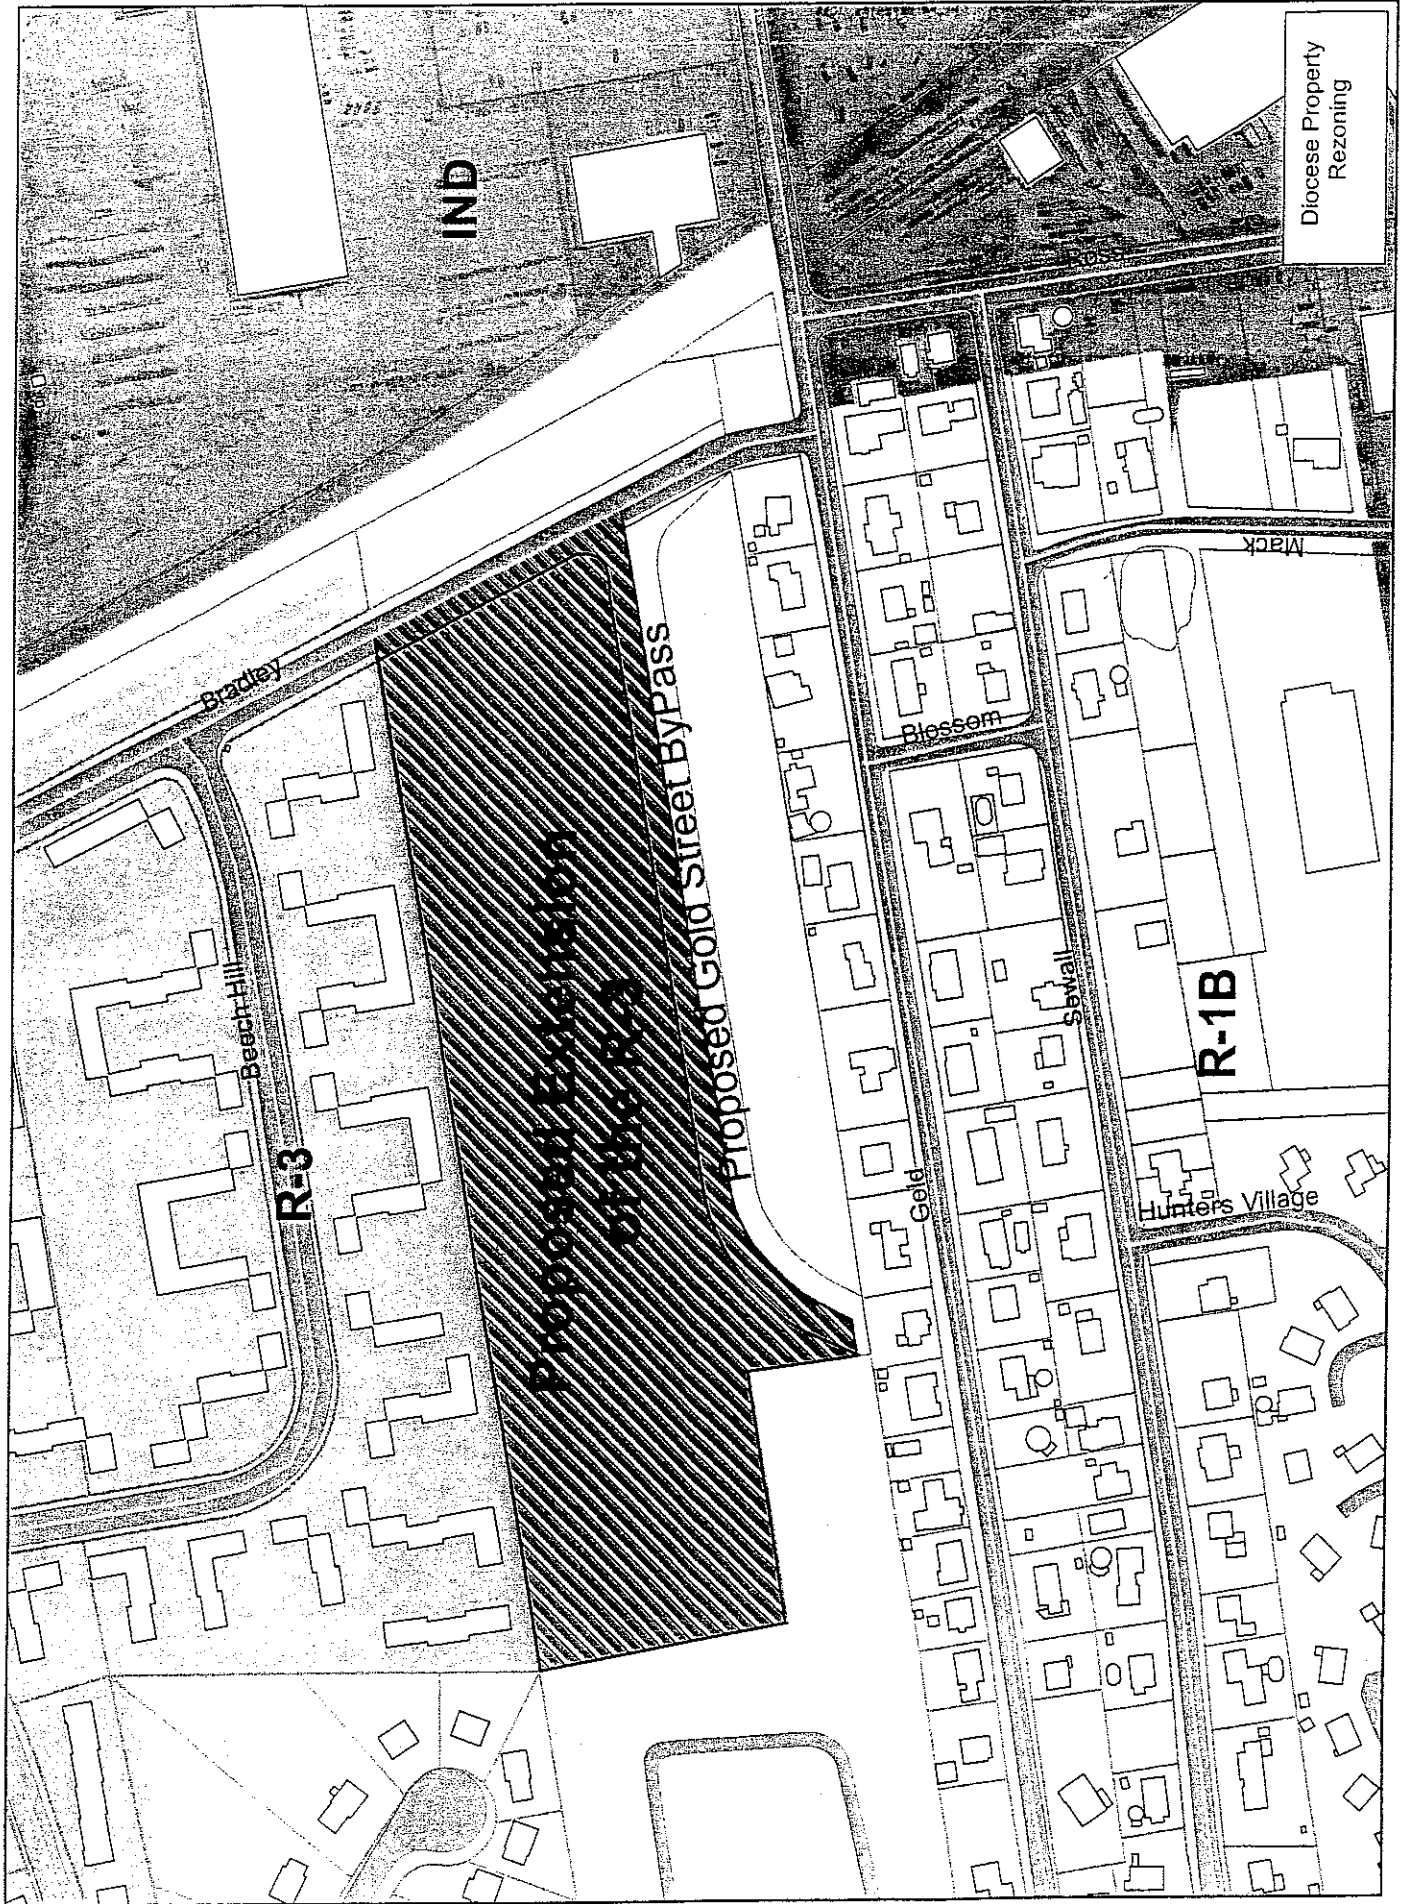 Diocese Property
Rezoning
IND
Ross
Bradley
Mack
Proposed Gold Street ByPass
Blossom
Proposed Extension
of the R-3
Beech Hill
Sewall
R-1B
R-3
Gold
Hunters Village